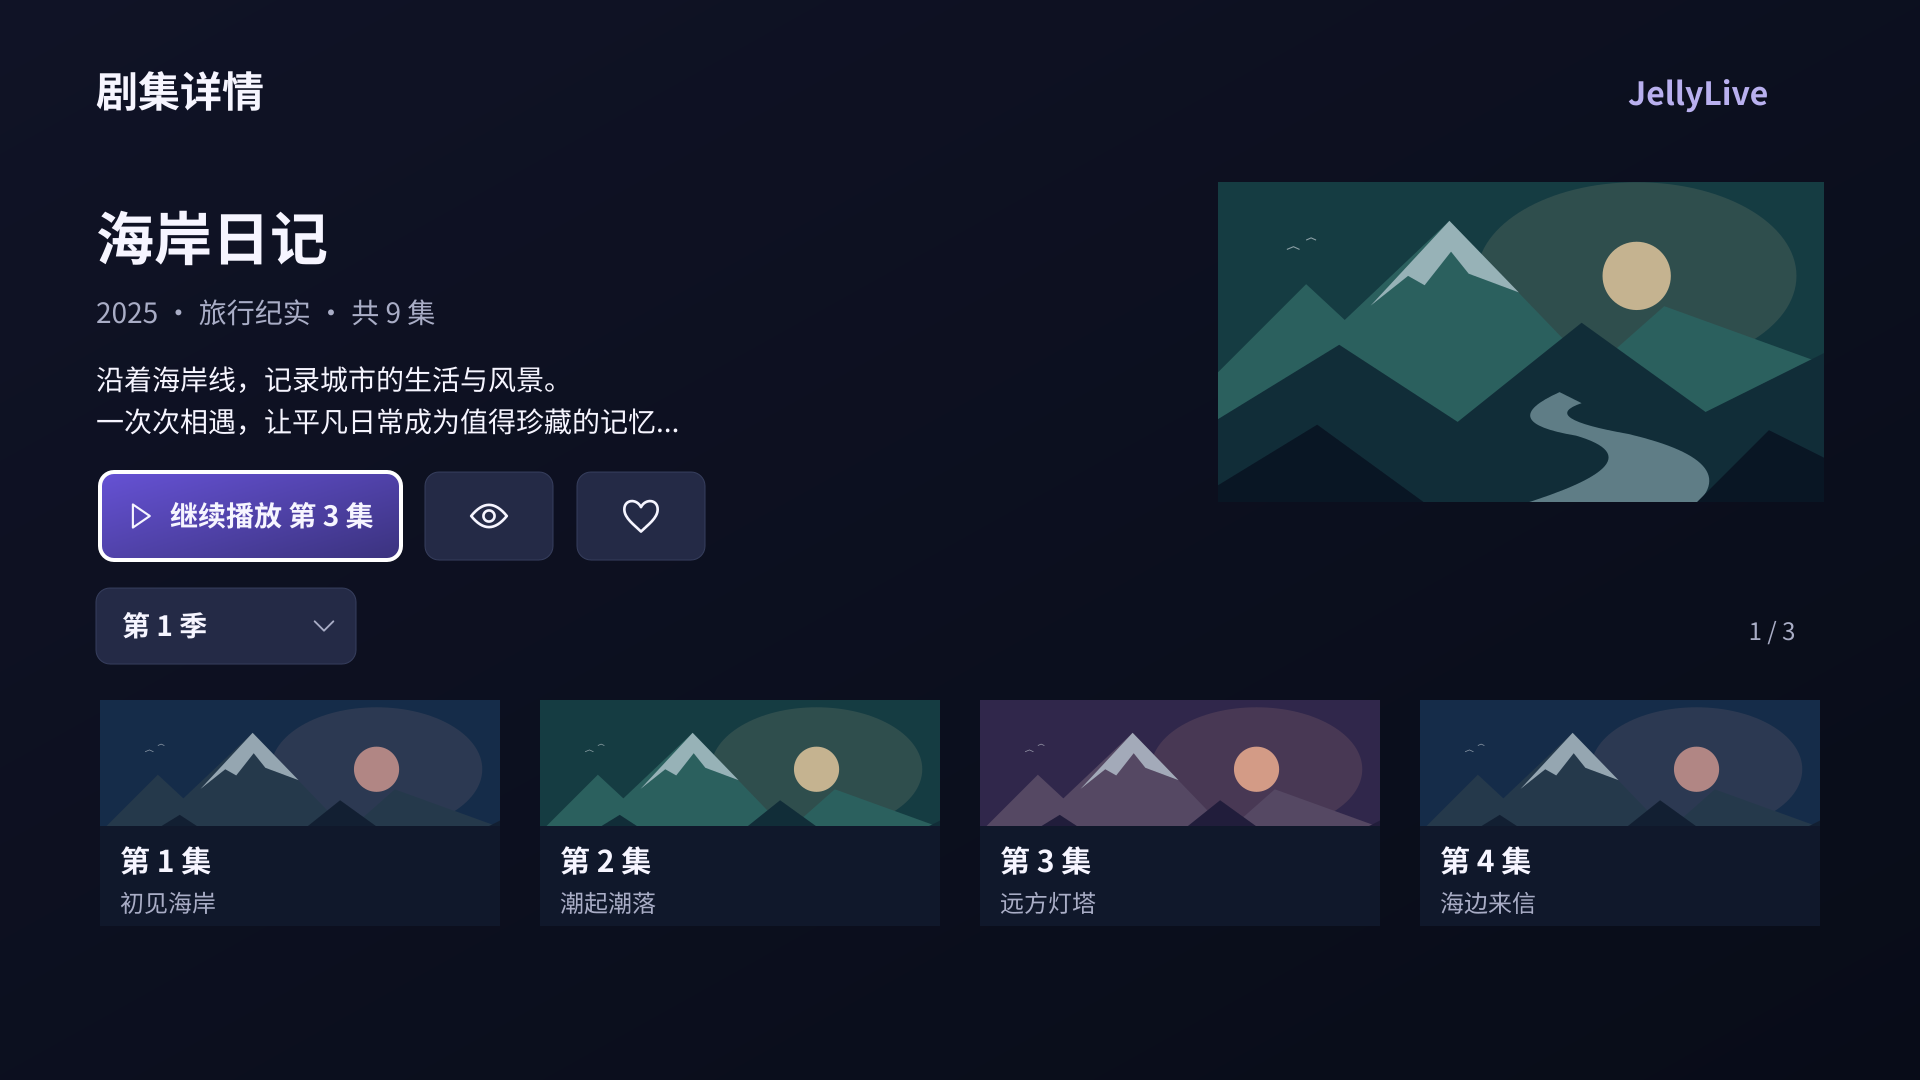 剧集详情
JellyLive
海岸日记
2025 • 旅行纪实 • 共 9 集
沿着海岸线，记录城市的生活与风景。
一次次相遇，让平凡日常成为值得珍藏的记忆...
继续播放 第 3 集
第 1 季
1 / 3
第 1 集
初见海岸
第 2 集
潮起潮落
第 3 集
远方灯塔
第 4 集
海边来信